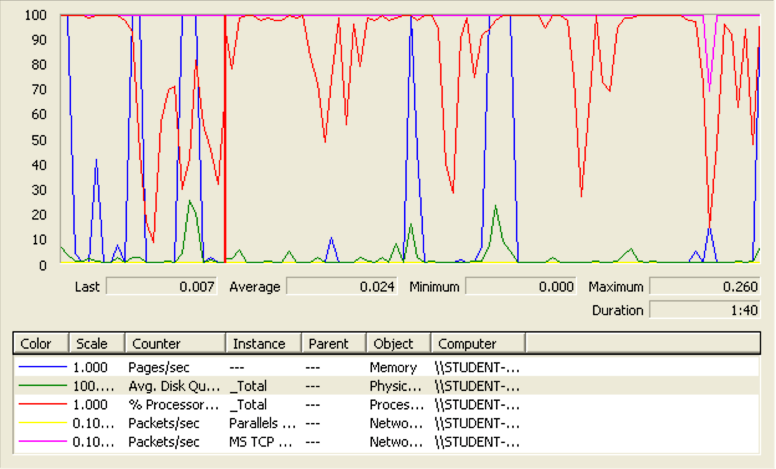 100
90
80
70
60
50
40
30
20
10
0
Last 0.007 Average 0.024 Minimum 0.000 Maximum 0.260
Duration 1:40
Color Scale Counter Instance Parent Object Computer
1.000 Pages/sec --- --- Memory \\STUDENT-...
100.... Avg. Disk Qu... _Total --- Physic... \\STUDENT-...
1.000 % Processor... _Total --- Proces... \\STUDENT-...
0.10... Packets/sec Parallels ... --- Netwo... \\STUDENT-...
0.10... Packets/sec MS TCP ... --- Netwo... \\STUDENT-...